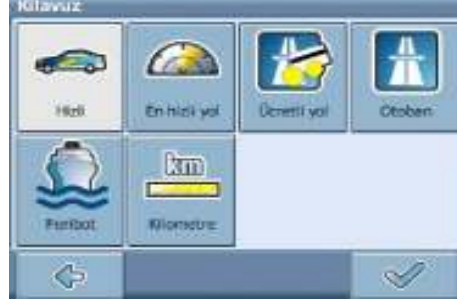 Kılavuz
Hızlı
En hızlı yol
Ücretli yol
Otoban
Feribot
km
Kilometre